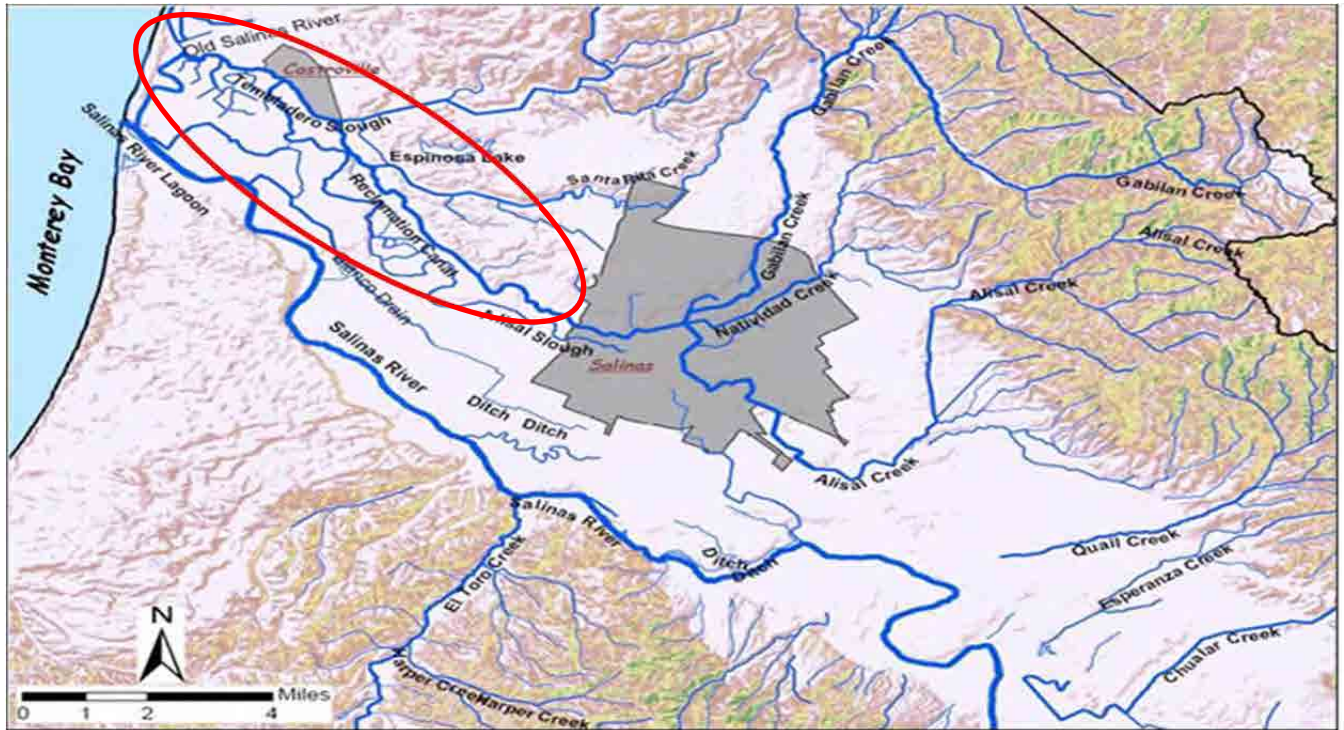 Old Salinas River
Castroville
Tembladero Slough
Gabilan Creek
Salinas River Lagoon
Espinosa Lake
Santa Rita Creek
Monterey Bay
Reclamation Canal
Gabilan Creek
Gabilan Creek
Alisal Creek
Blanco Drain
Alisal Creek
Natividad Creek
Alisal Slough
Salinas River
Salinas
Ditch Ditch
Alisal Creek
Salinas River
Quail Creek
Ditch
Ditch
El Toro Creek
Esperanza Creek
Chualar Creek
N
Harper Creek
Harper Creek
Miles
0 1 2 4